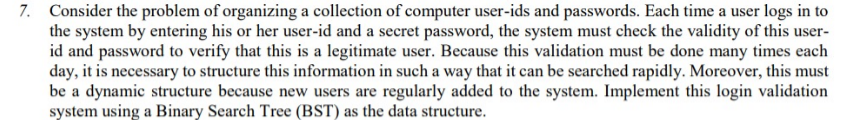 7. Consider the problem of organizing a collection of computer user-ids and passwords. Each time a user logs in to
the system by entering his or her user-id and a secret password, the system must check the validity of this user-
id and password to verify that this is a legitimate user. Because this validation must be done many times each
day, it is necessary to structure this information in such a way that it can be searched rapidly. Moreover, this must
be a dynamic structure because new users are regularly added to the system. Implement this login validation
system using a Binary Search Tree (BST) as the data structure.